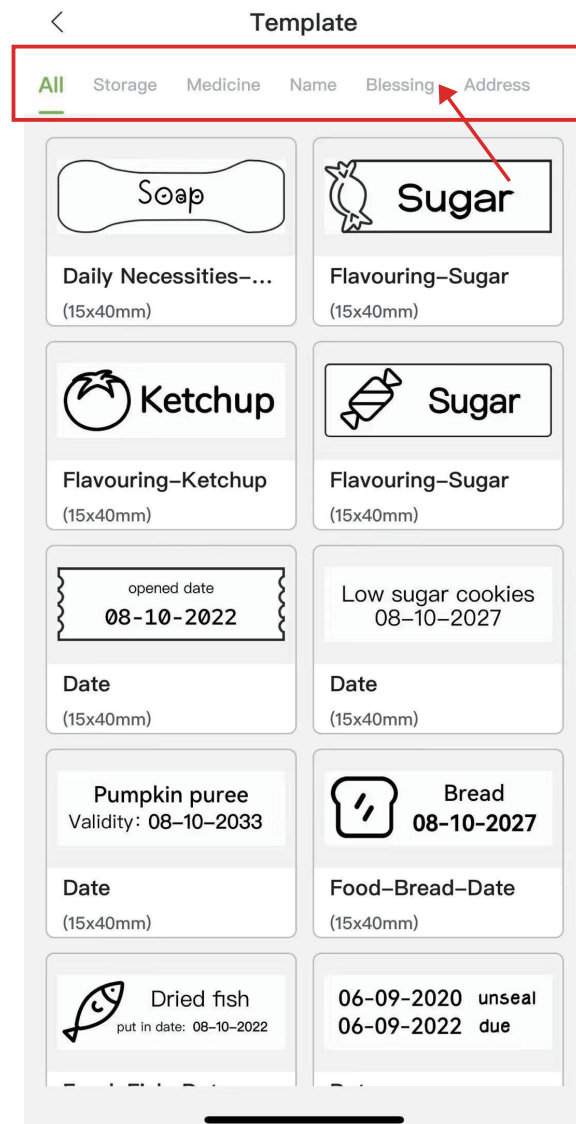 Template
All Storage Medicine Name Blessing Address
Soap
Daily Necessities–...
(15x40mm)
Sugar
Flavouring–Sugar
(15x40mm)
Ketchup
Flavouring–Ketchup
(15x40mm)
Sugar
Flavouring–Sugar
(15x40mm)
opened date
08-10-2022
Date
(15x40mm)
Low sugar cookies
08–10–2027
Date
(15x40mm)
Pumpkin puree
Validity: 08–10–2033
Date
(15x40mm)
Bread
08-10-2027
Food–Bread–Date
(15x40mm)
Dried fish
put in date: 08–10–2022
06-09-2020 unseal
06-09-2022 due